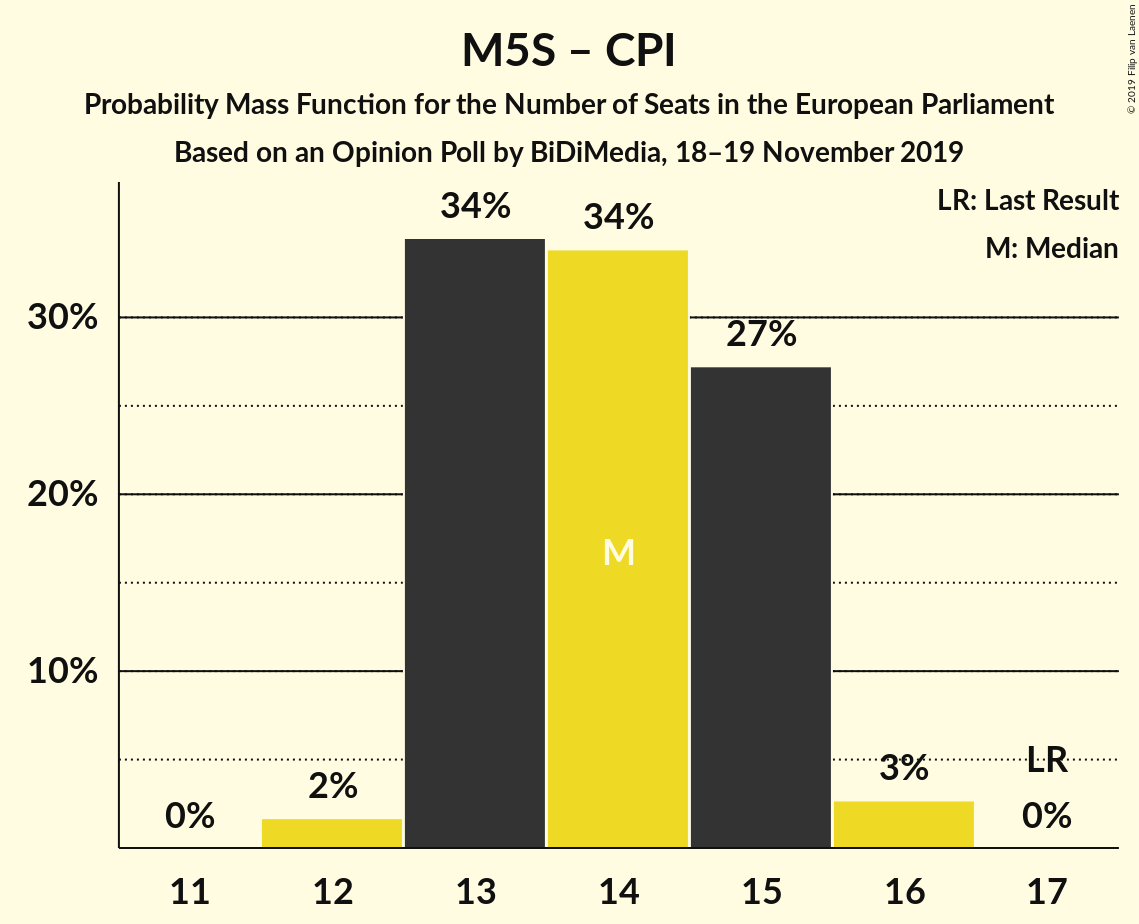 M5S – CPI
Probability Mass Function for the Number of Seats in the European Parliament
Based on an Opinion Poll by BiDiMedia, 18–19 November 2019
© 2019 Filip van Laenen
LR: Last Result
M: Median
34%
34%
30%
27%
20%
M
10%
LR
3%
2%
0%
0%
11 12 13 14 15 16 17